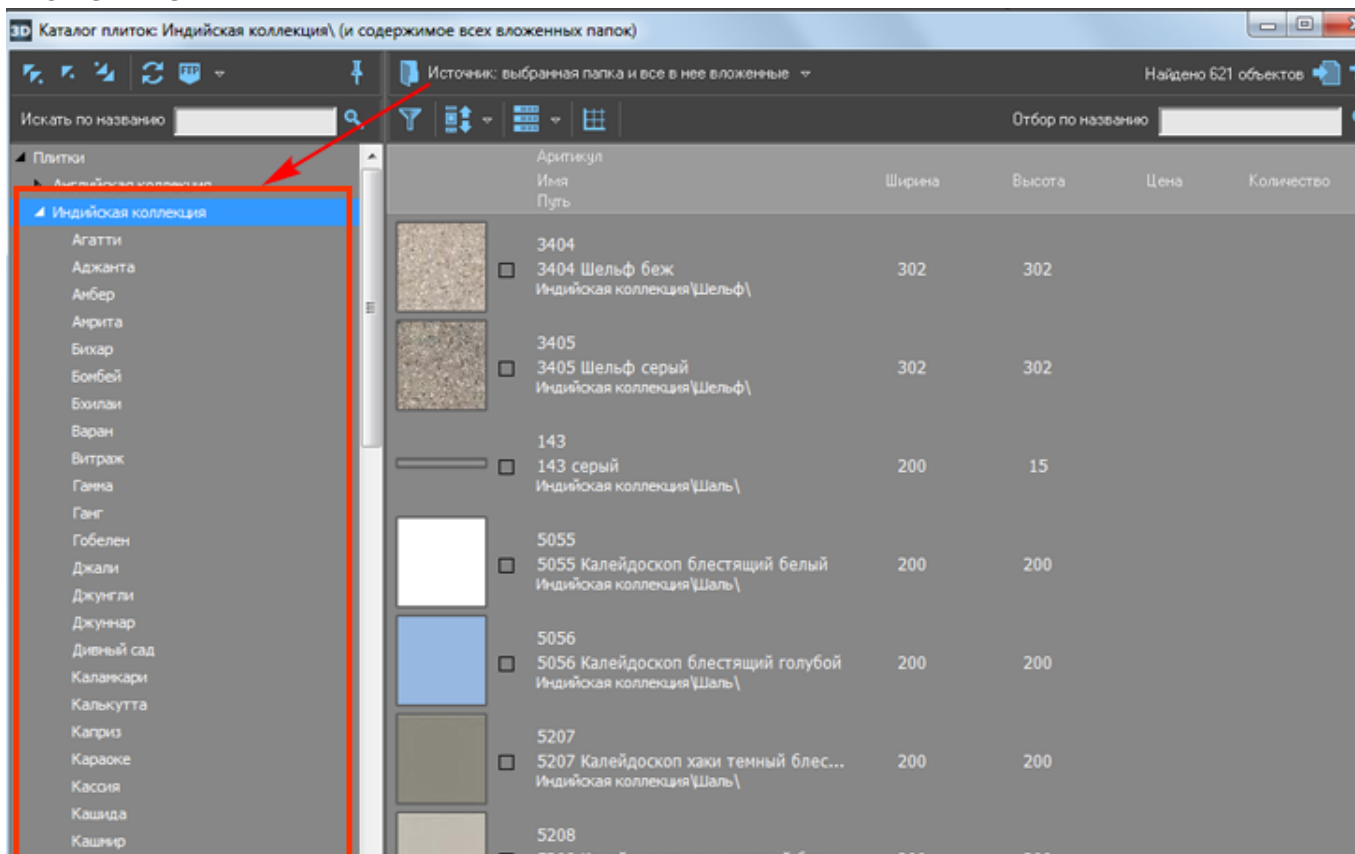 3D Каталог плиток: Индийская коллекция\ (и содержимое всех вложенных папок)
FTP
Источник: выбранная папка и все в нее вложенные
Найдено 621 объектов
Искать по названию
Отбор по названию
Плитки
Английская коллекция
Индийская коллекция
Агатти
Аджанта
Амбер
Амрита
Бихар
Бомбей
Бхилаи
Варан
Витраж
Гамма
Ганг
Гобелен
Джали
Джунгли
Джуннар
Дивный сад
Каламкари
Калькутта
Каприз
Караоке
Кассия
Кашида
Кашмир
Аритикул
Имя
Путь
Ширина
Высота
Цена
Количество
3404
3404 Шельф беж
302
302
Индийская коллекция\Шельф\
3405
3405 Шельф серый
302
302
Индийская коллекция\Шельф\
143
143 серый
200
15
Индийская коллекция\Шаль\
5055
5055 Калейдоскоп блестящий белый
200
200
Индийская коллекция\Шаль\
5056
5056 Калейдоскоп блестящий голубой
200
200
Индийская коллекция\Шаль\
5207
5207 Калейдоскоп хаки темный блес...
200
200
Индийская коллекция\Шаль\
5208